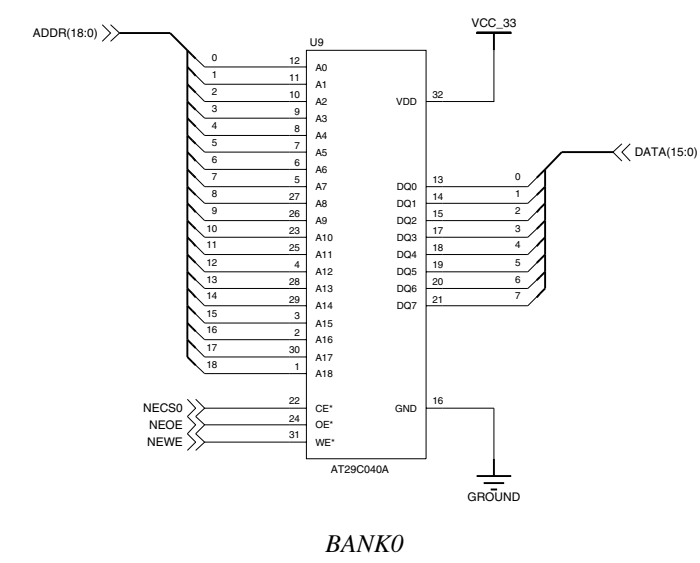 VCC_33
ADDR(18:0)
U9
0 12 A0
1 11 A1
2 10 A2 VDD 32
3 9 A3
4 8 A4
5 7 A5 DATA(15:0)
6 6 A6
7 5 A7 DQ0 13 0
8 27 A8 DQ1 14 1
9 26 A9 DQ2 15 2
10 23 A10 DQ3 17 3
11 25 A11 DQ4 18 4
12 4 A12 DQ5 19 5
13 28 A13 DQ6 20 6
14 29 A14 DQ7 21 7
15 3 A15
16 2 A16
17 30 A17
18 1 A18
NECS0 22 CE* GND 16
NEOE 24 OE*
NEWE 31 WE*
AT29C040A
GROUND
BANK0